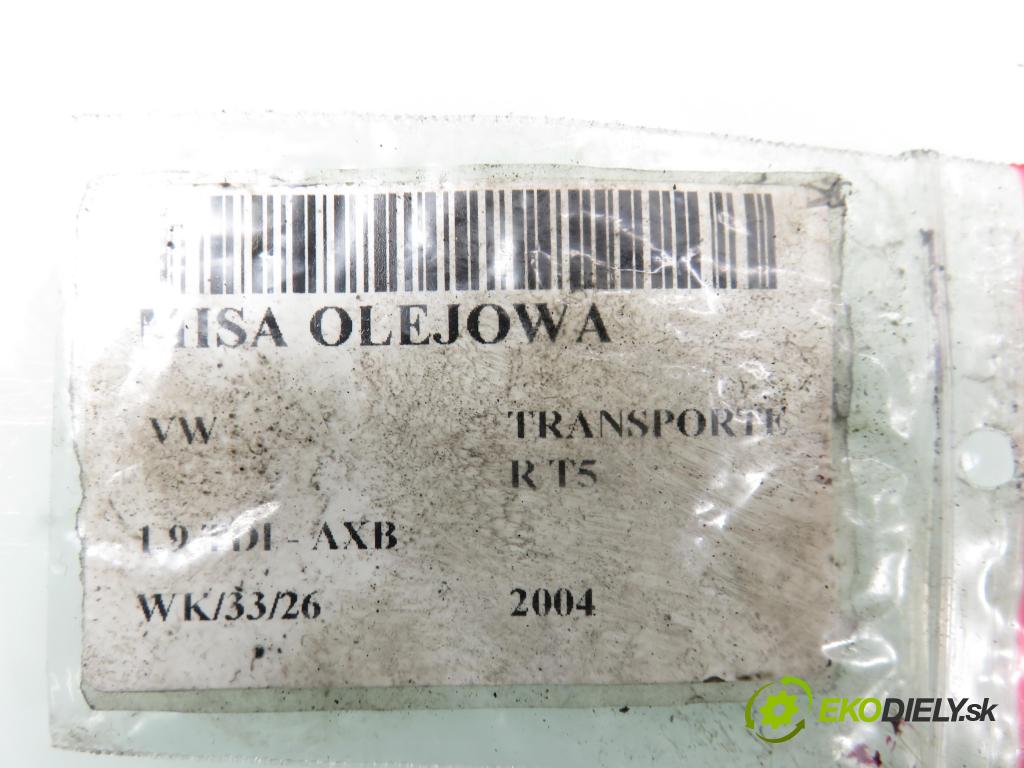 MISA OLEJOWA
VW TRANSPORTE
R T5
1.9 TDI - AXB
WK/33/26 2004
EKODIELY.sk